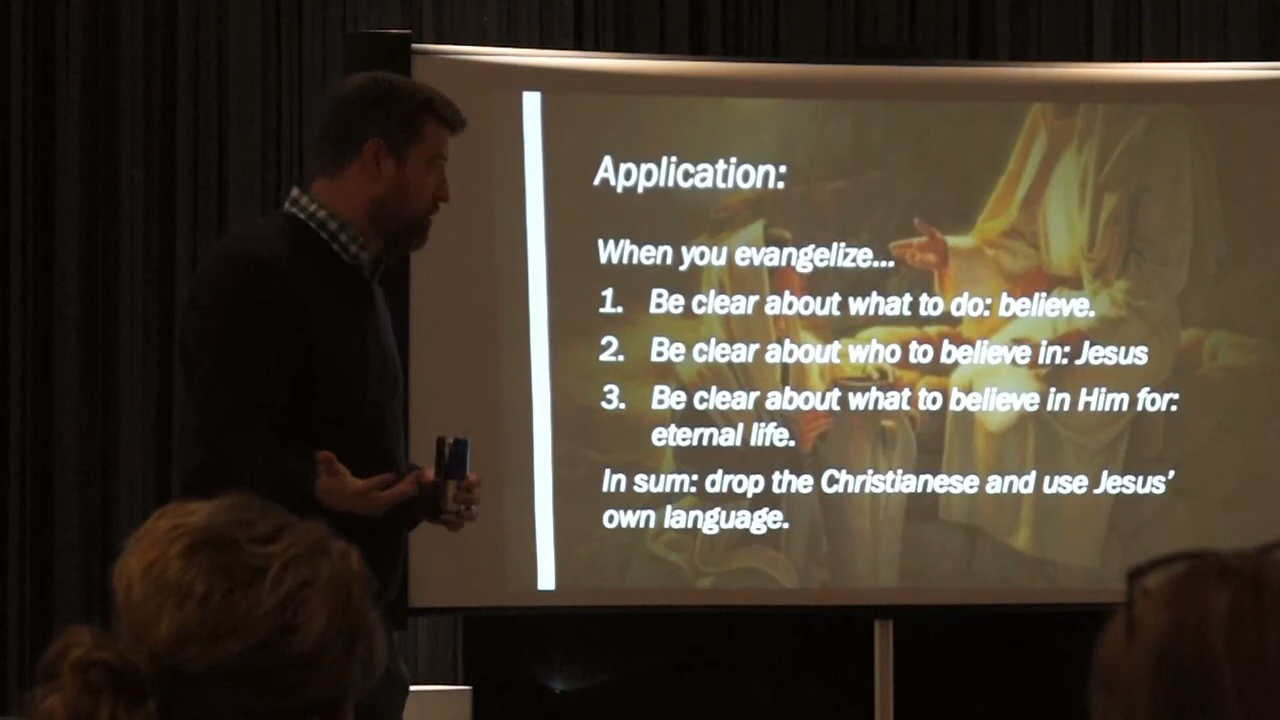 Application:
When you evangelize...
1. Be clear about what to do: believe.
2. Be clear about who to believe in: Jesus
3. Be clear about what to believe in Him for:
eternal life.
In sum: drop the Christianese and use Jesus'
own language.